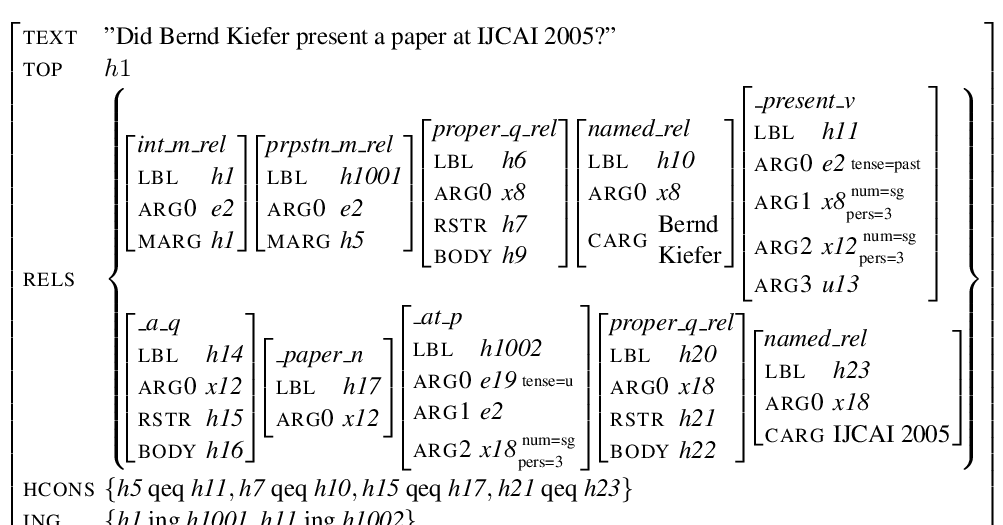 TEXT ”Did Bernd Kiefer present a paper at IJCAI 2005?”
TOP h1
RELS
int_m_rel
LBL h1
ARG0 e2
MARG h1
prpstn_m_rel
LBL h1001
ARG0 e2
MARG h5
proper_q_rel
LBL h6
ARG0 x8
RSTR h7
BODY h9
named_rel
LBL h10
ARG0 x8
CARG Bernd
Kiefer
_present_v
LBL h11
ARG0 e2 tense=past
ARG1 x8 num=sg
pers=3
ARG2 x12 num=sg
pers=3
ARG3 u13
_a_q
LBL h14
ARG0 x12
RSTR h15
BODY h16
_paper_n
LBL h17
ARG0 x12
_at_p
LBL h1002
ARG0 e19 tense=u
ARG1 e2
ARG2 x18 num=sg
pers=3
proper_q_rel
LBL h20
ARG0 x18
RSTR h21
BODY h22
named_rel
LBL h23
ARG0 x18
CARG IJCAI 2005
HCONS {h5 qeq h11, h7 qeq h10, h15 qeq h17, h21 qeq h23}
ING {h1 ing h1001, h11 ing h1002}